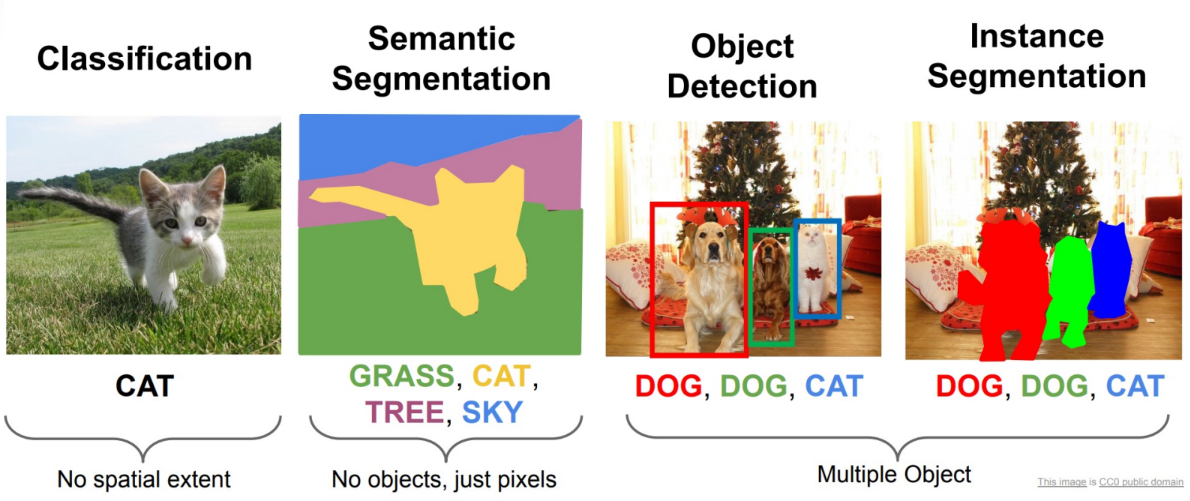 Classification
CAT
No spatial extent
Semantic
Segmentation
GRASS, CAT,
TREE, SKY
No objects, just pixels
Object
Detection
DOG, DOG, CAT
Instance
Segmentation
DOG, DOG, CAT
Multiple Object
This image is CC0 public domain